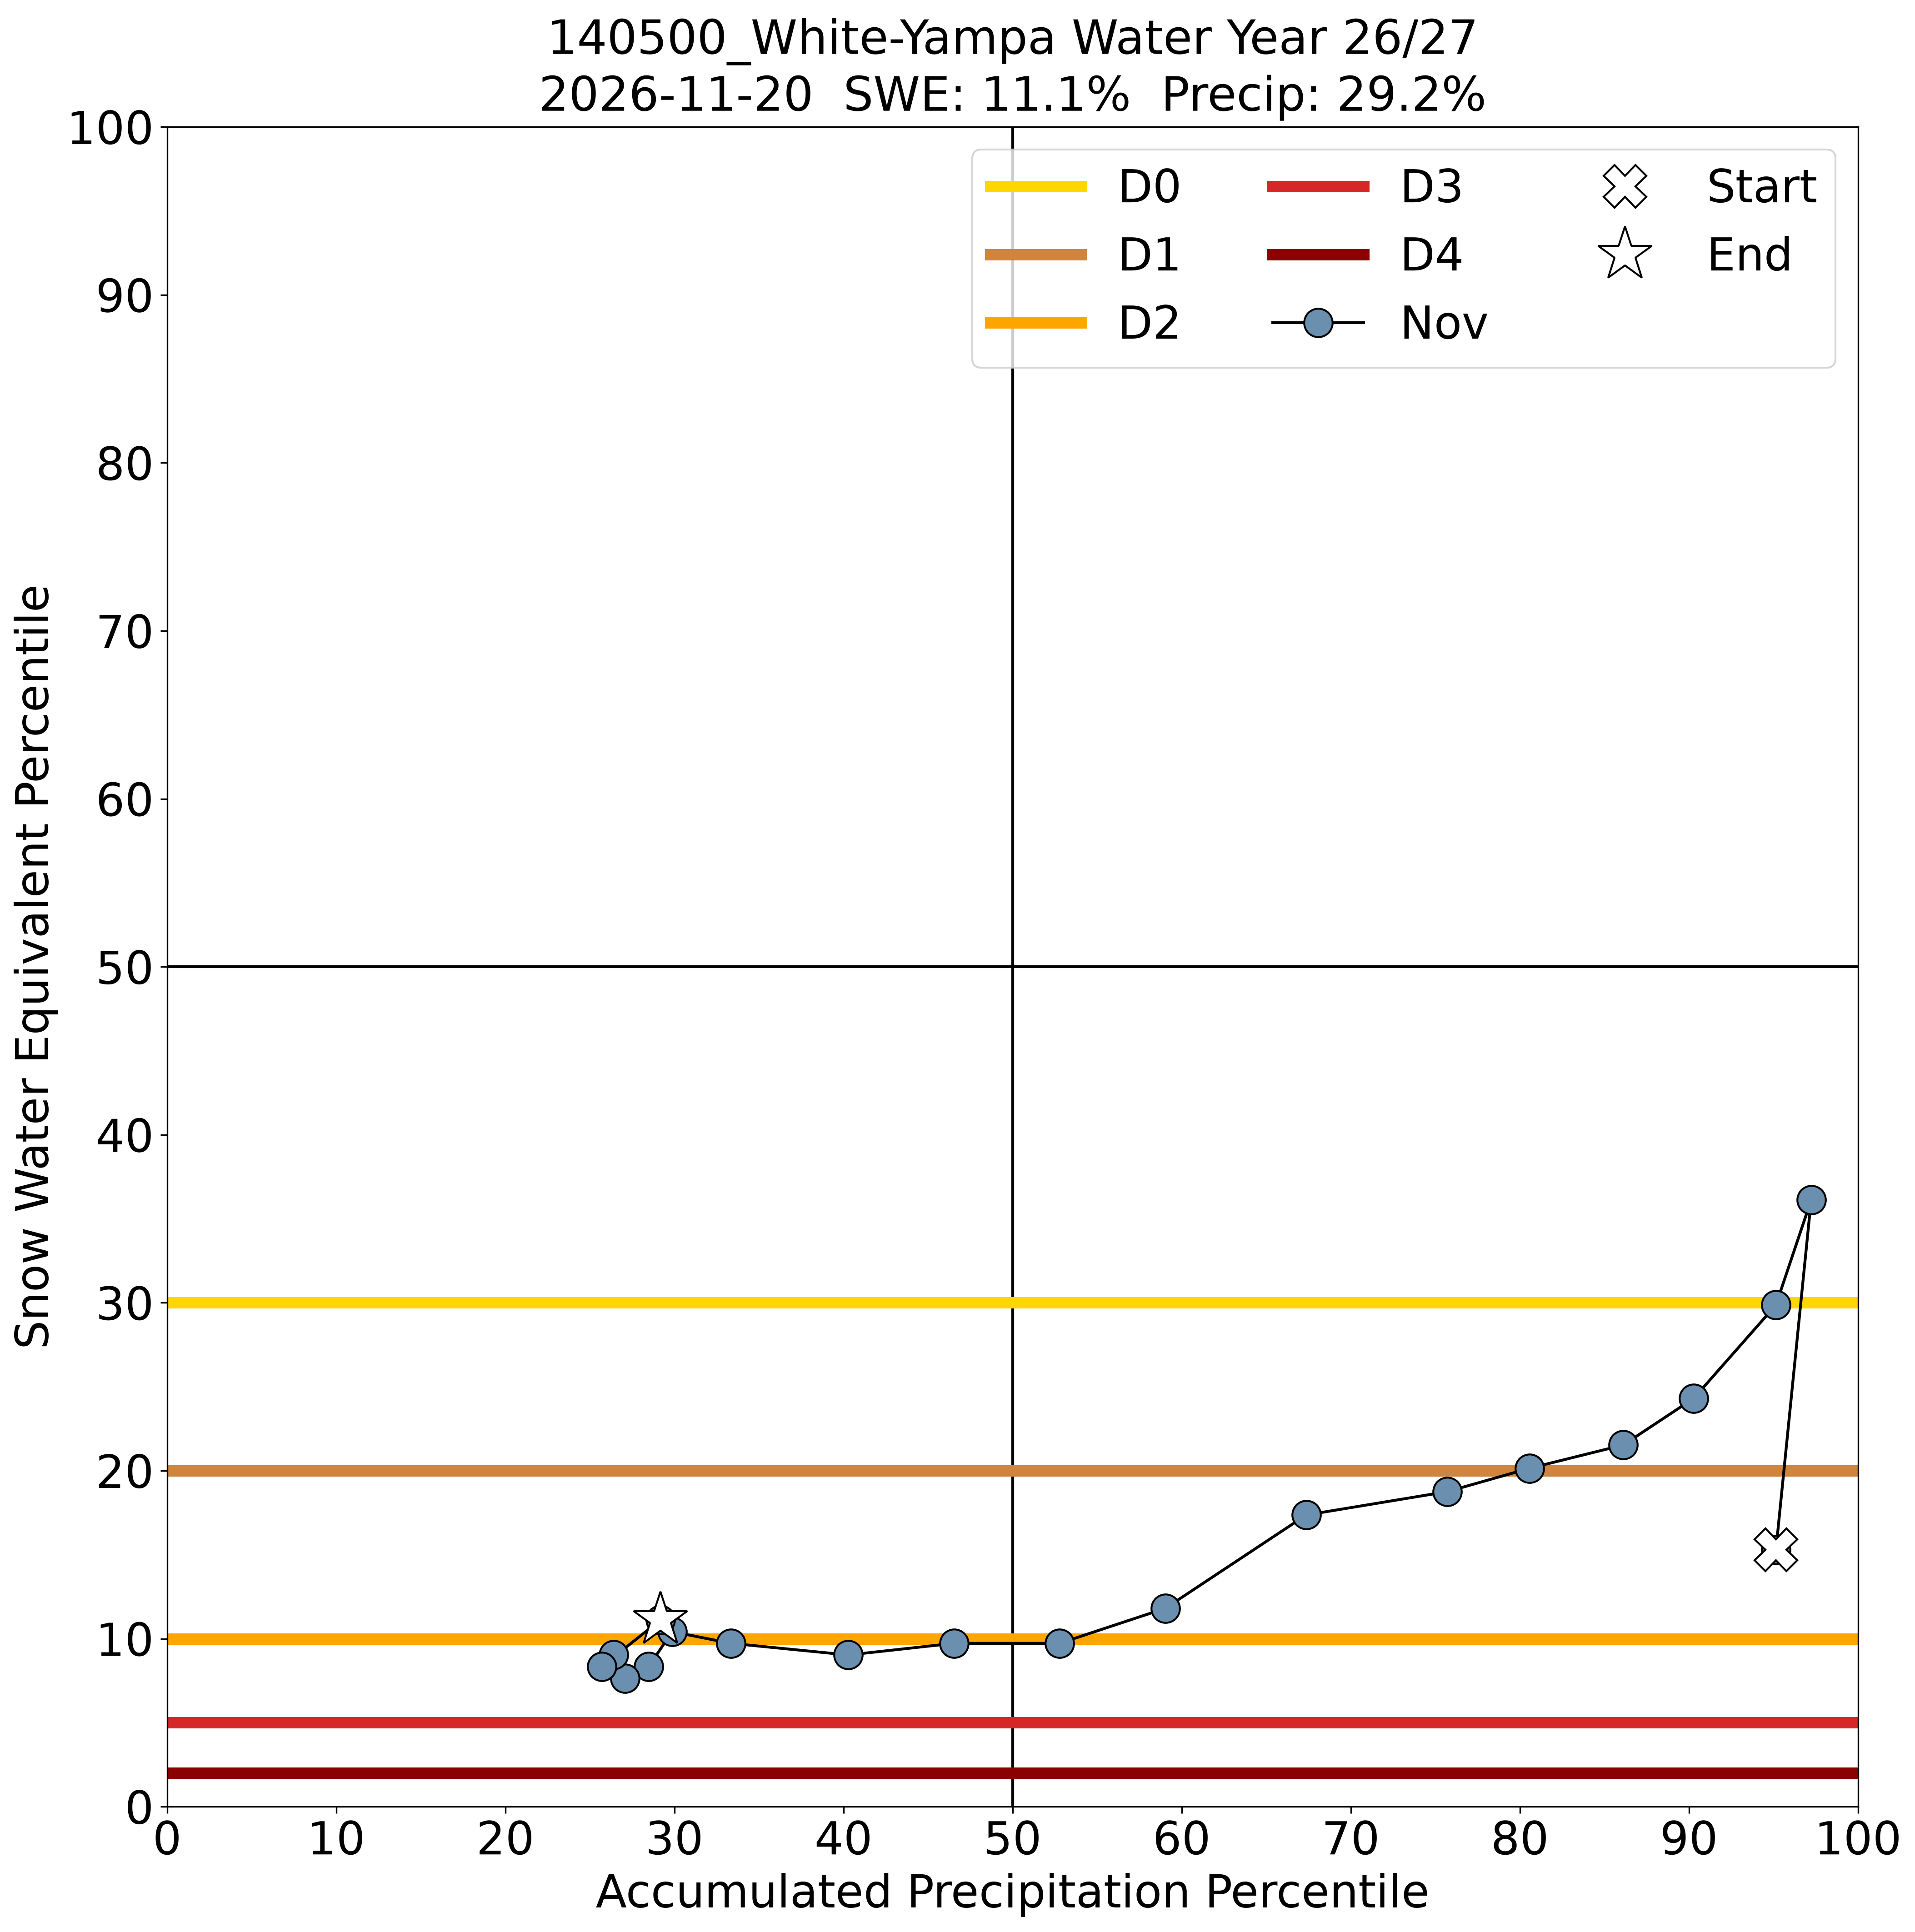 140500_White-Yampa Water Year 26/27
2026-11-20  SWE: 11.1%  Precip: 29.2%
D0
D1
D2
D3
D4
Nov
Start
End
Snow Water Equivalent Percentile
100
90
80
70
60
50
40
30
20
10
0
0 10 20 30 40 50 60 70 80 90 100
Accumulated Precipitation Percentile